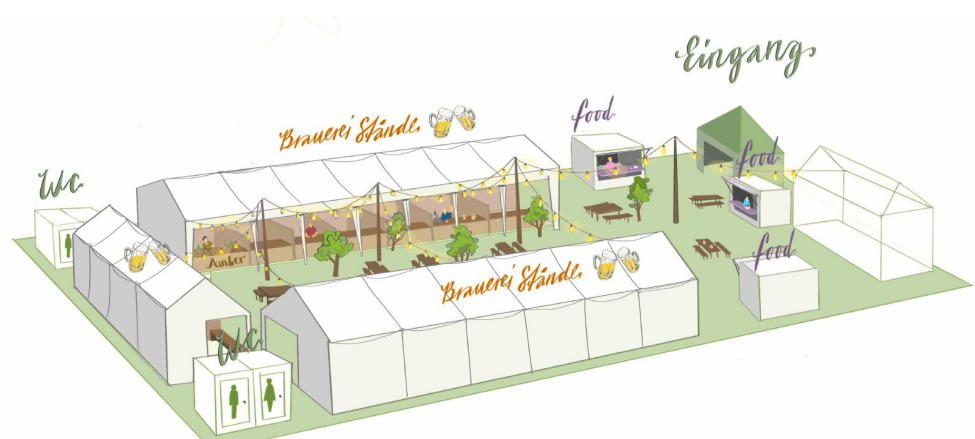 Eingang
food
Brauerei Stände
food
WC
Amber
food
Brauerei Stände
WC